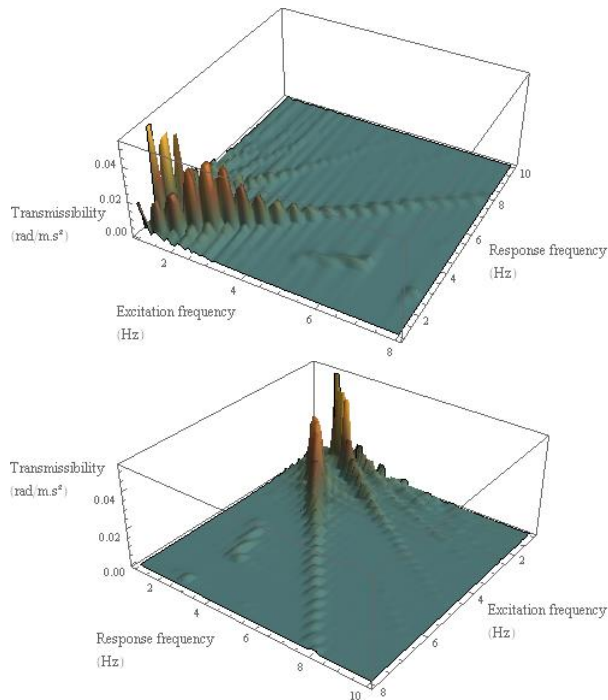 0.04
0.02
0.00
Transmissibility
(rad/m.s²)
2
4
6
8
Excitation frequency
(Hz)
2
4
6
8
10
Response frequency
(Hz)
Transmissibility
(rad/m.s²)
0.04
0.02
0.00
2
4
6
8
10
Response frequency
(Hz)
2
4
6
8
Excitation frequency
(Hz)